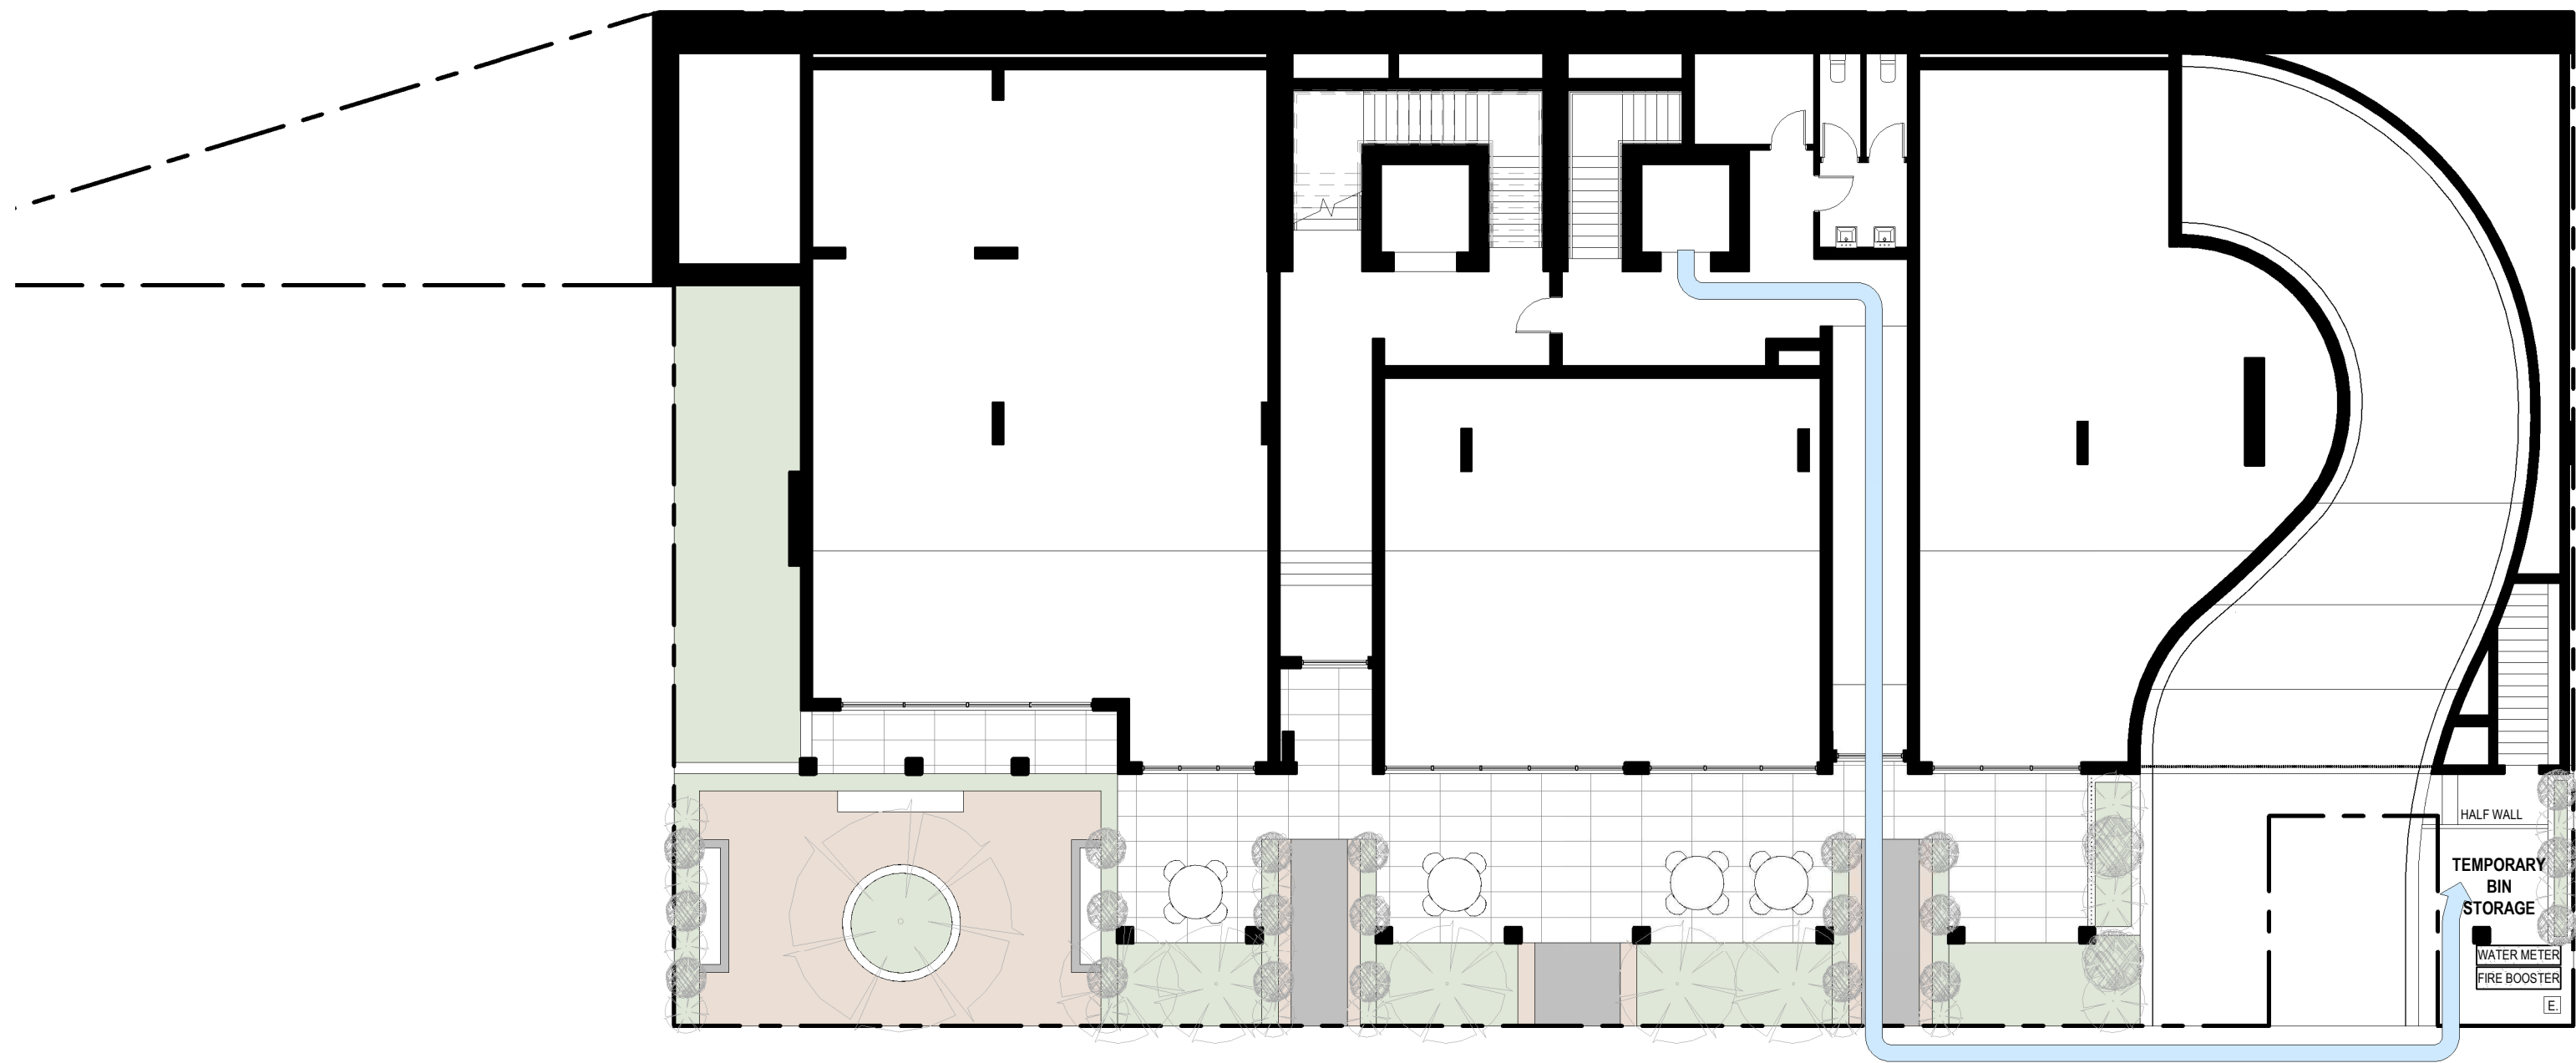 HALF WALL
TEMPORARY
BIN
STORAGE
WATER METER
FIRE BOOSTER
E.